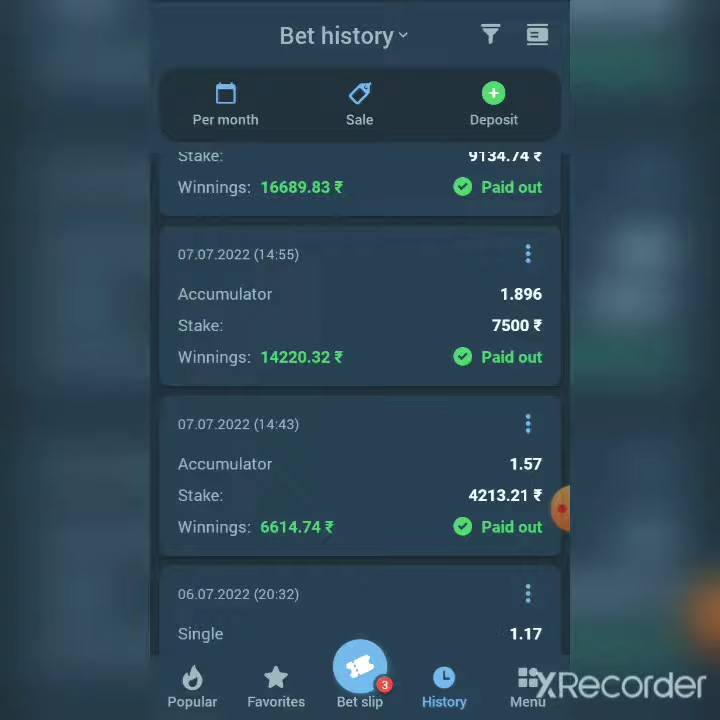 Bet history
Per month Sale Deposit
Stake: 9134.74 ₹
Winnings: 16689.83 ₹ Paid out
07.07.2022 (14:55)
Accumulator 1.896
Stake: 7500 ₹
Winnings: 14220.32 ₹ Paid out
07.07.2022 (14:43)
Accumulator 1.57
Stake: 4213.21 ₹
Winnings: 6614.74 ₹ Paid out
06.07.2022 (20:32)
Single 1.17
3
Popular Favorites Bet slip History Menu
XRecorder